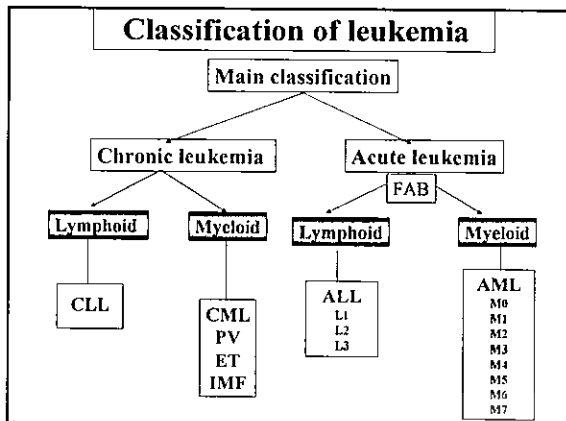 Classification of leukemia
Main classification
Chronic leukemia
Acute leukemia
FAB
Lymphoid
Myeloid
Lymphoid
Myeloid
CLL
CML
PV
ET
IMF
ALL
L1
L2
L3
AML
M0
M1
M2
M3
M4
M5
M6
M7